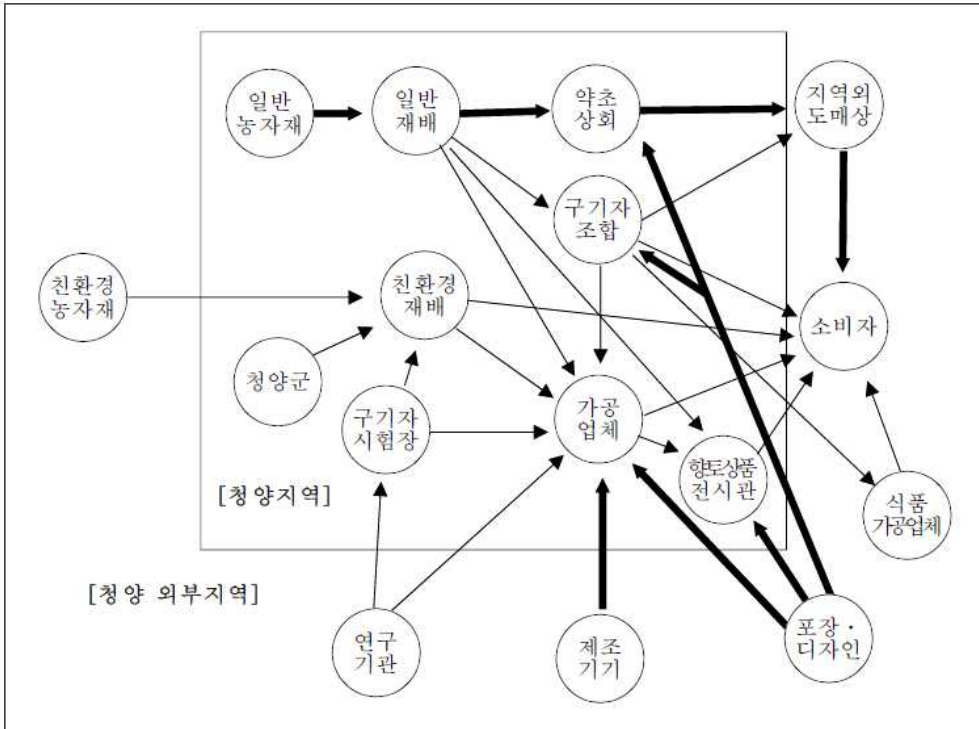 일반
농자재
일반
재배
약초
상회
지역외
도매상
구기자
조합
친환경
농자재
친환경
재배
소비자
청양군
구기자
시험장
가공
업체
향토상품
전시관
식품
가공업체
[청양지역]
[청양 외부지역]
연구
기관
제조
기기
포장·
디자인